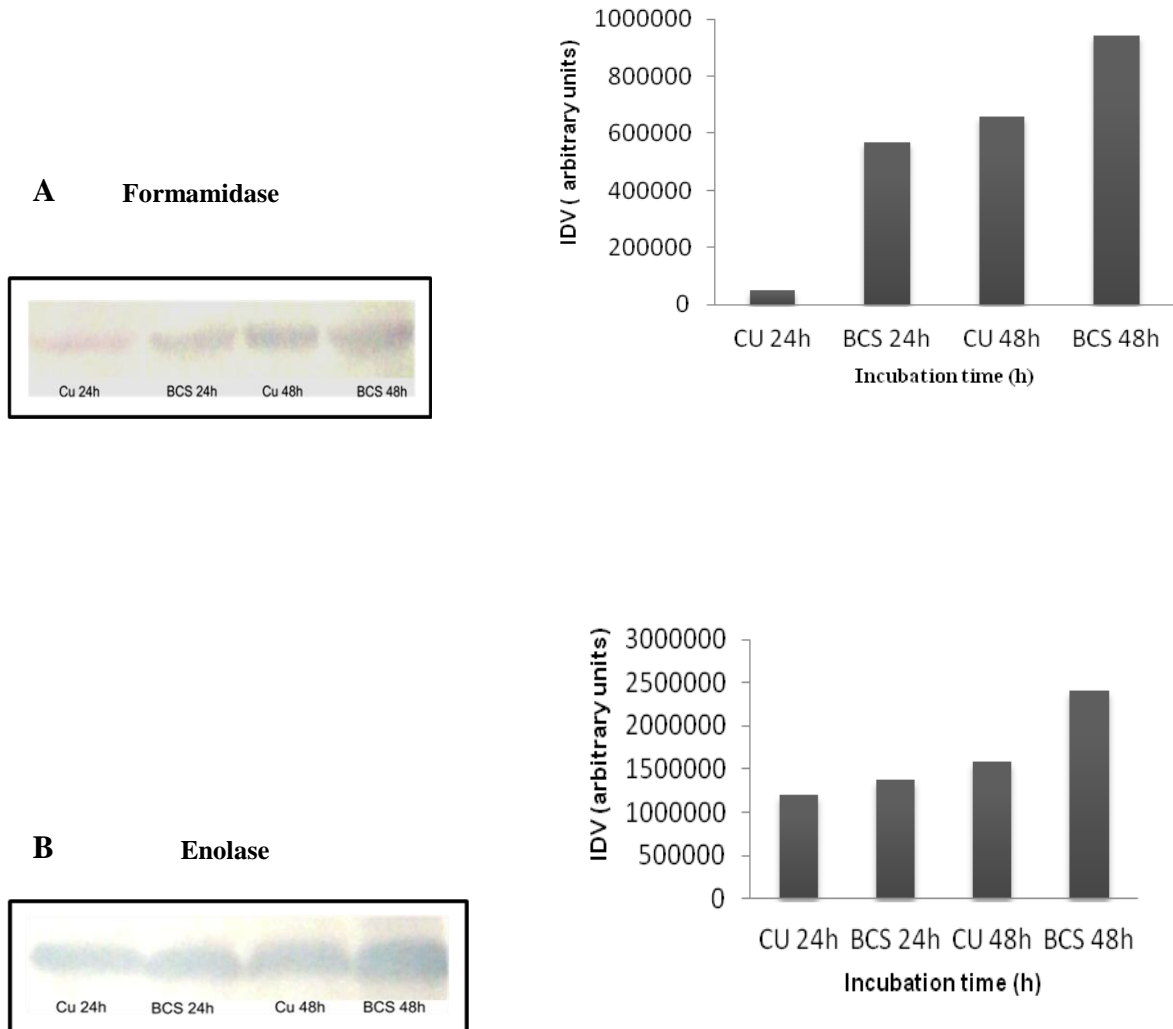 A Formamidase
Cu 24h BCS 24h Cu 48h BCS 48h
IDV ( arbitrary units)
1000000
800000
600000
400000
200000
0
CU 24h BCS 24h CU 48h BCS 48h
Incubation time (h)
B Enolase
Cu 24h BCS 24h Cu 48h BCS 48h
IDV (arbitrary units)
3000000
2500000
2000000
1500000
1000000
500000
0
CU 24h BCS 24h CU 48h BCS 48h
Incubation time (h)